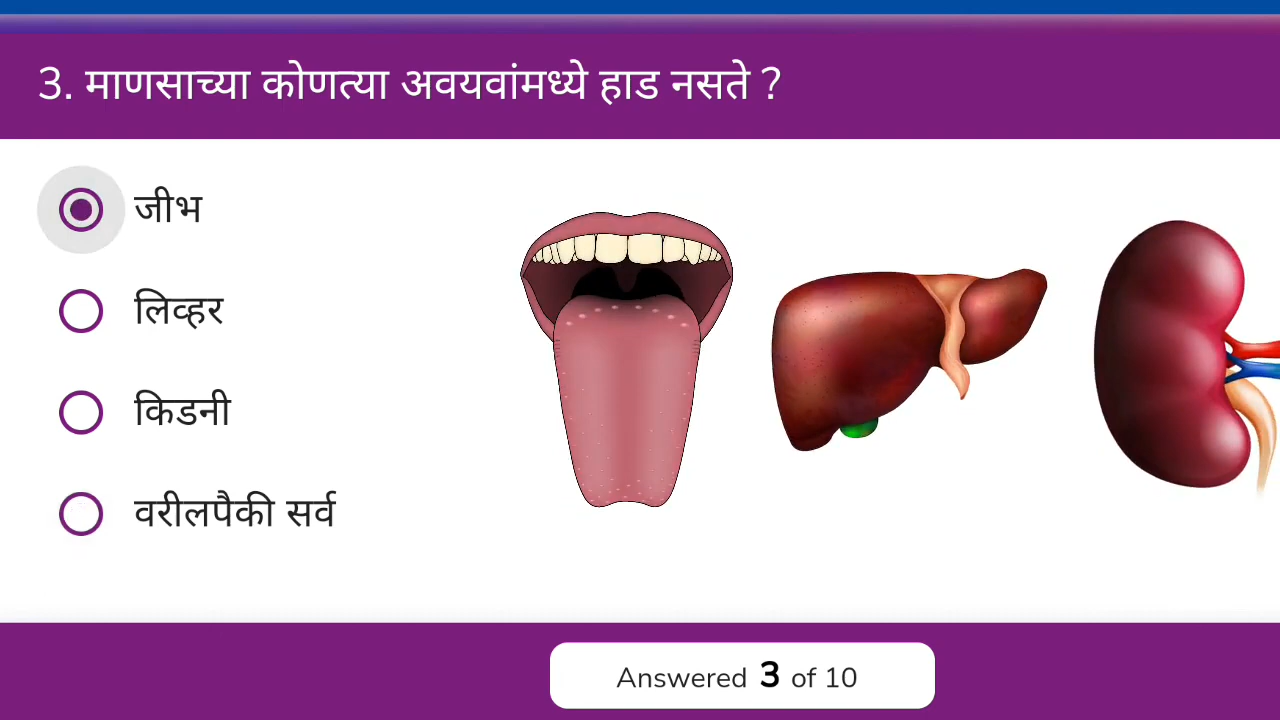 3. माणसाच्या कोणत्या अवयवांमध्ये हाड नसते ?
जीभ
लिव्हर
किडनी
वरीलपैकी सर्व
Answered 3 of 10